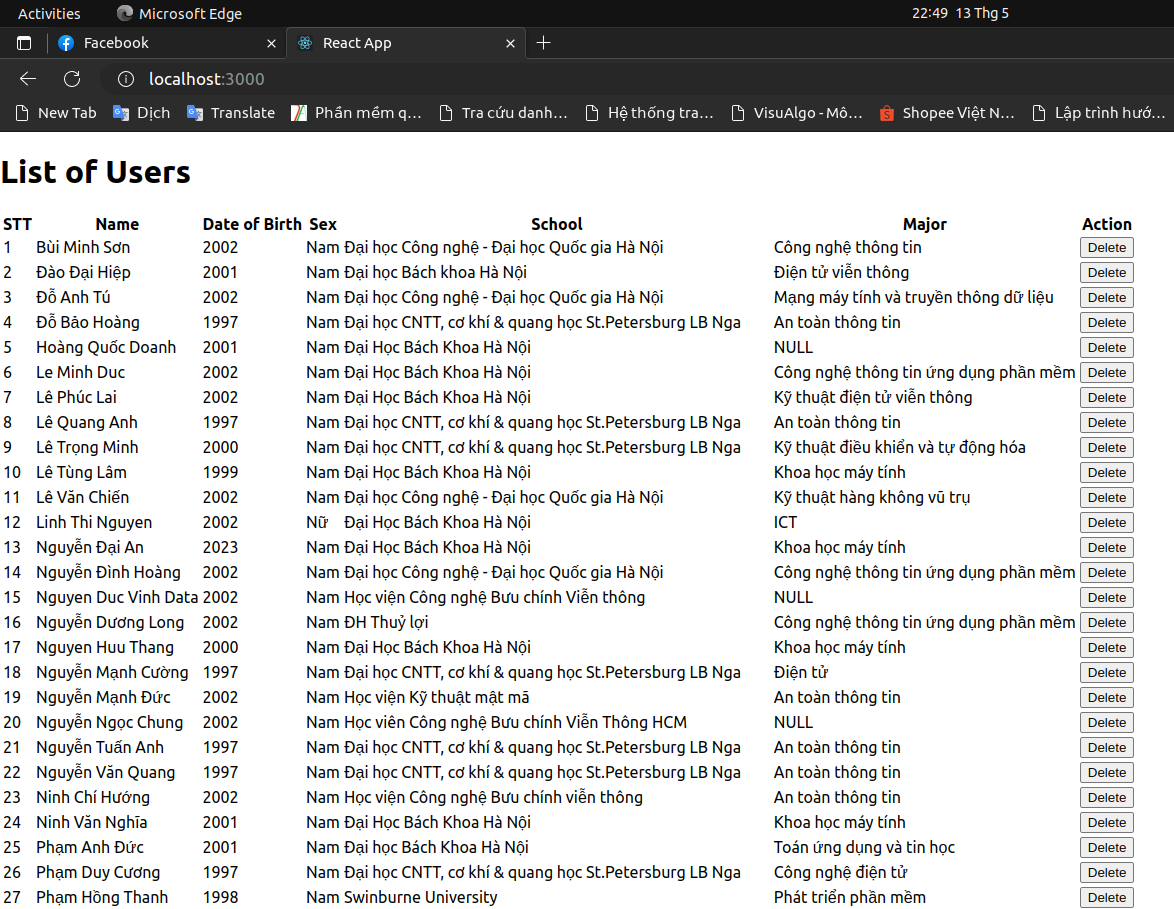 Activities Microsoft Edge 22:49 13 Thg 5
Facebook React App
localhost:3000
New Tab Dịch Translate Phần mềm q... Tra cứu danh... Hệ thống tra... VisuAlgo - Mô... Shopee Việt N... Lập trình hướ...
List of Users
STT Name Date of Birth Sex School Major Action
1 Bùi Minh Sơn 2002 Nam Đại học Công nghệ - Đại học Quốc gia Hà Nội Công nghệ thông tin Delete
2 Đào Đại Hiệp 2001 Nam Đại học Bách khoa Hà Nội Điện tử viễn thông Delete
3 Đỗ Anh Tú 2002 Nam Đại học Công nghệ - Đại học Quốc gia Hà Nội Mạng máy tính và truyền thông dữ liệu Delete
4 Đỗ Bảo Hoàng 1997 Nam Đại học CNTT, cơ khí & quang học St.Petersburg LB Nga An toàn thông tin Delete
5 Hoàng Quốc Doanh 2001 Nam Đại Học Bách Khoa Hà Nội NULL Delete
6 Le Minh Duc 2002 Nam Đại Học Bách Khoa Hà Nội Công nghệ thông tin ứng dụng phần mềm Delete
7 Lê Phúc Lai 2002 Nam Đại Học Bách Khoa Hà Nội Kỹ thuật điện tử viễn thông Delete
8 Lê Quang Anh 1997 Nam Đại học CNTT, cơ khí & quang học St.Petersburg LB Nga An toàn thông tin Delete
9 Lê Trọng Minh 2000 Nam Đại học CNTT, cơ khí & quang học St.Petersburg LB Nga Kỹ thuật điều khiển và tự động hóa Delete
10 Lê Tùng Lâm 1999 Nam Đại Học Bách Khoa Hà Nội Khoa học máy tính Delete
11 Lê Văn Chiến 2002 Nam Đại học Công nghệ - Đại học Quốc gia Hà Nội Kỹ thuật hàng không vũ trụ Delete
12 Linh Thi Nguyen 2002 Nữ Đại Học Bách Khoa Hà Nội ICT Delete
13 Nguyễn Đại An 2023 Nam Đại Học Bách Khoa Hà Nội Khoa học máy tính Delete
14 Nguyễn Đình Hoàng 2002 Nam Đại học Công nghệ - Đại học Quốc gia Hà Nội Công nghệ thông tin ứng dụng phần mềm Delete
15 Nguyen Duc Vinh Data 2002 Nam Học viện Công nghệ Bưu chính Viễn thông NULL Delete
16 Nguyễn Dương Long 2002 Nam ĐH Thuỷ lợi Công nghệ thông tin ứng dụng phần mềm Delete
17 Nguyen Huu Thang 2000 Nam Đại Học Bách Khoa Hà Nội Khoa học máy tính Delete
18 Nguyễn Mạnh Cường 1997 Nam Đại học CNTT, cơ khí & quang học St.Petersburg LB Nga Điện tử Delete
19 Nguyễn Mạnh Đức 2002 Nam Học viện Kỹ thuật mật mã An toàn thông tin Delete
20 Nguyễn Ngọc Chung 2002 Nam Học viên Công nghệ Bưu chính Viễn Thông HCM NULL Delete
21 Nguyễn Tuấn Anh 1997 Nam Đại học CNTT, cơ khí & quang học St.Petersburg LB Nga An toàn thông tin Delete
22 Nguyễn Văn Quang 1997 Nam Đại học CNTT, cơ khí & quang học St.Petersburg LB Nga An toàn thông tin Delete
23 Ninh Chí Hướng 2002 Nam Học viện Công nghệ Bưu chính viễn thông An toàn thông tin Delete
24 Ninh Văn Nghĩa 2001 Nam Đại Học Bách Khoa Hà Nội Khoa học máy tính Delete
25 Phạm Anh Đức 2001 Nam Đại học Bách Khoa Hà Nội Toán ứng dụng và tin học Delete
26 Phạm Duy Cương 1997 Nam Đại học CNTT, cơ khí & quang học St.Petersburg LB Nga Công nghệ điện tử Delete
27 Phạm Hồng Thanh 1998 Nam Swinburne University Phát triển phần mềm Delete